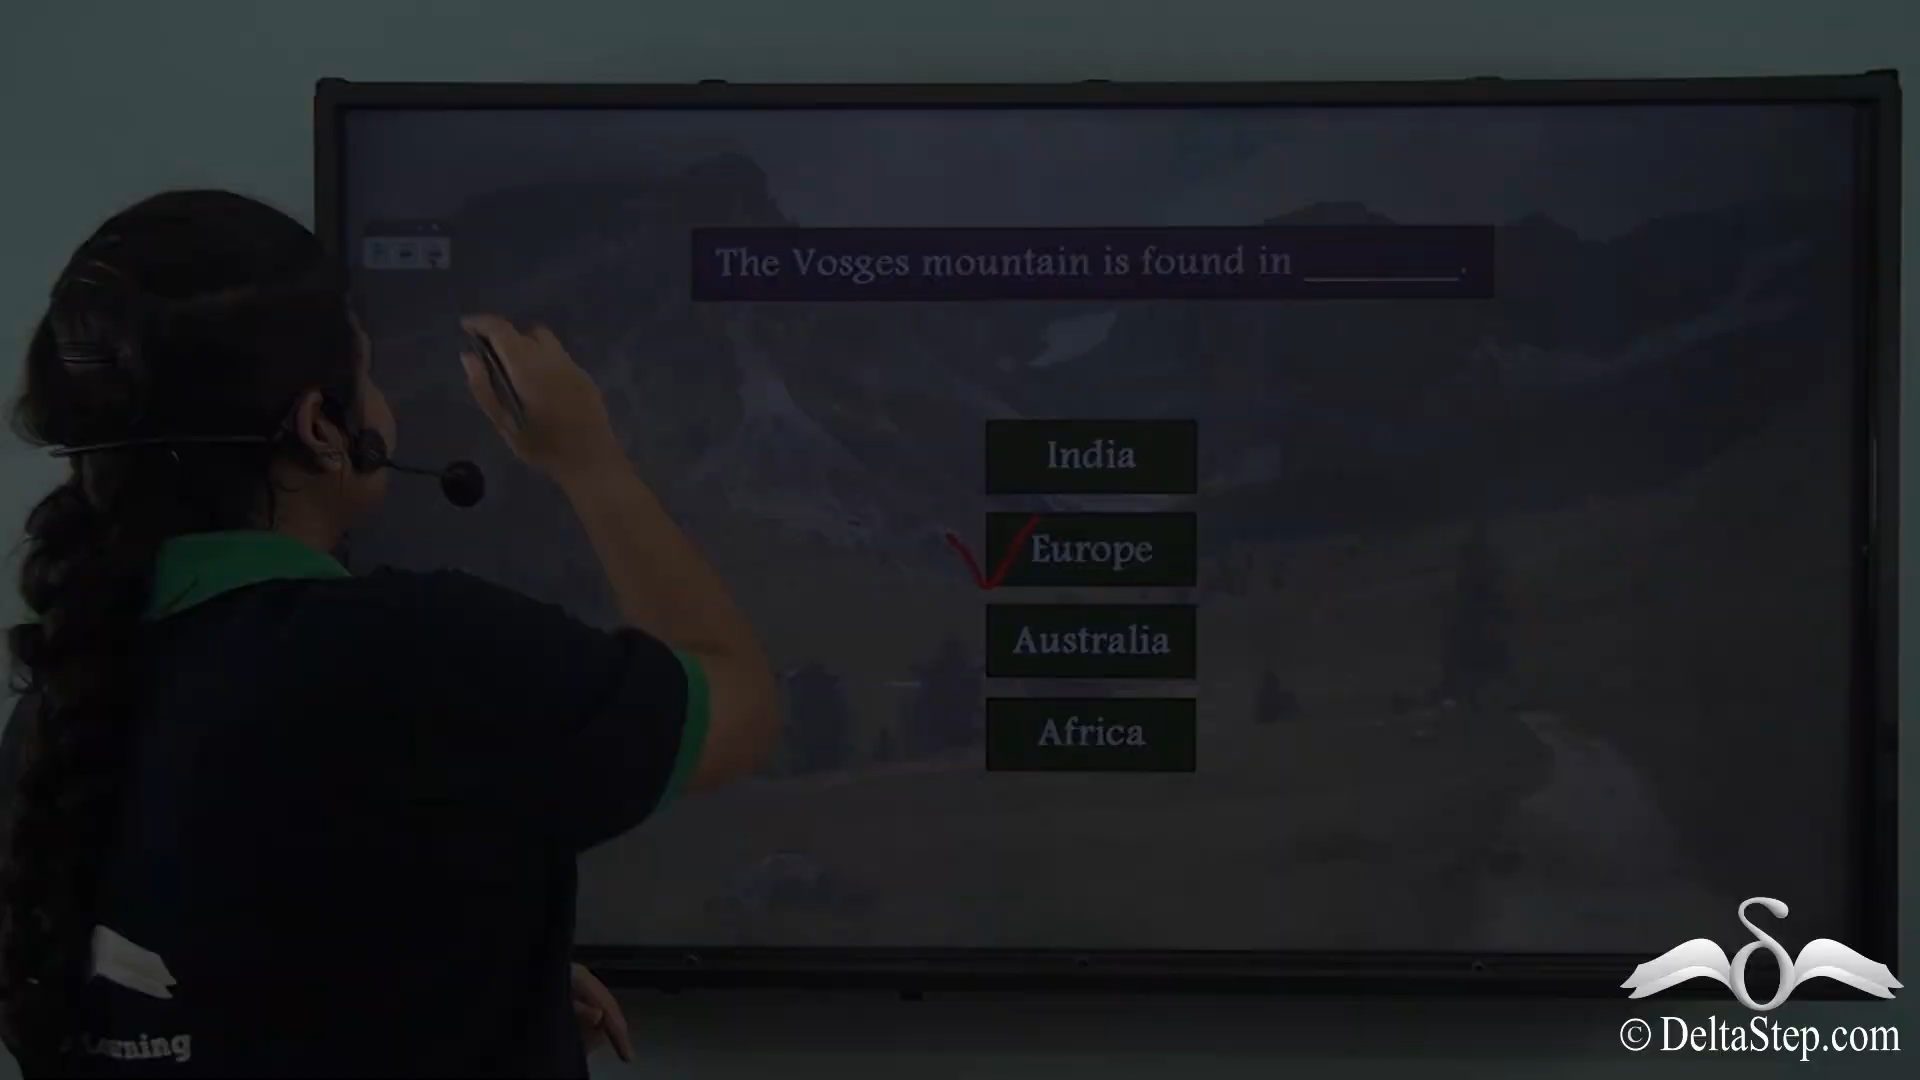 The Vosges mountain is found in ________.
India
Europe
Australia
Africa
© DeltaStep.com